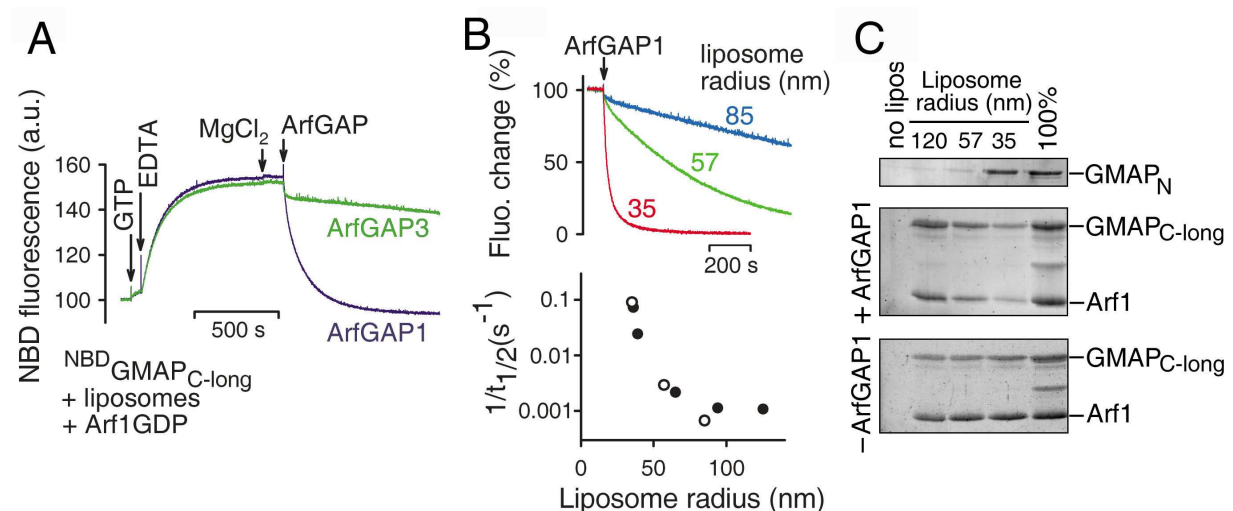 A
NBD fluorescence (a.u.)
160
140
120
100
GTP
EDTA
MgCl2
ArfGAP
ArfGAP3
ArfGAP1
500 s
NBDGMAPC-long
+ liposomes
+ Arf1GDP
B
ArfGAP1
liposome
radius (nm)
Fluo. change (%)
100
50
0
85
57
35
200 s
1/t1/2(s-1)
0.1
0.01
0.001
0 50 100
Liposome radius (nm)
C
no lipos
Liposome
radius (nm)
120 57 35
100%
GMAPN
+ ArfGAP1
GMAPC-long
Arf1
−ArfGAP1
GMAPC-long
Arf1